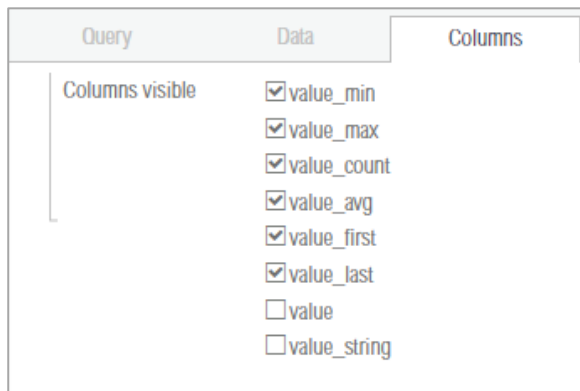 Query Data Columns
Columns visible value_min
value_max
value_count
value_avg
value_first
value_last
value
value_string